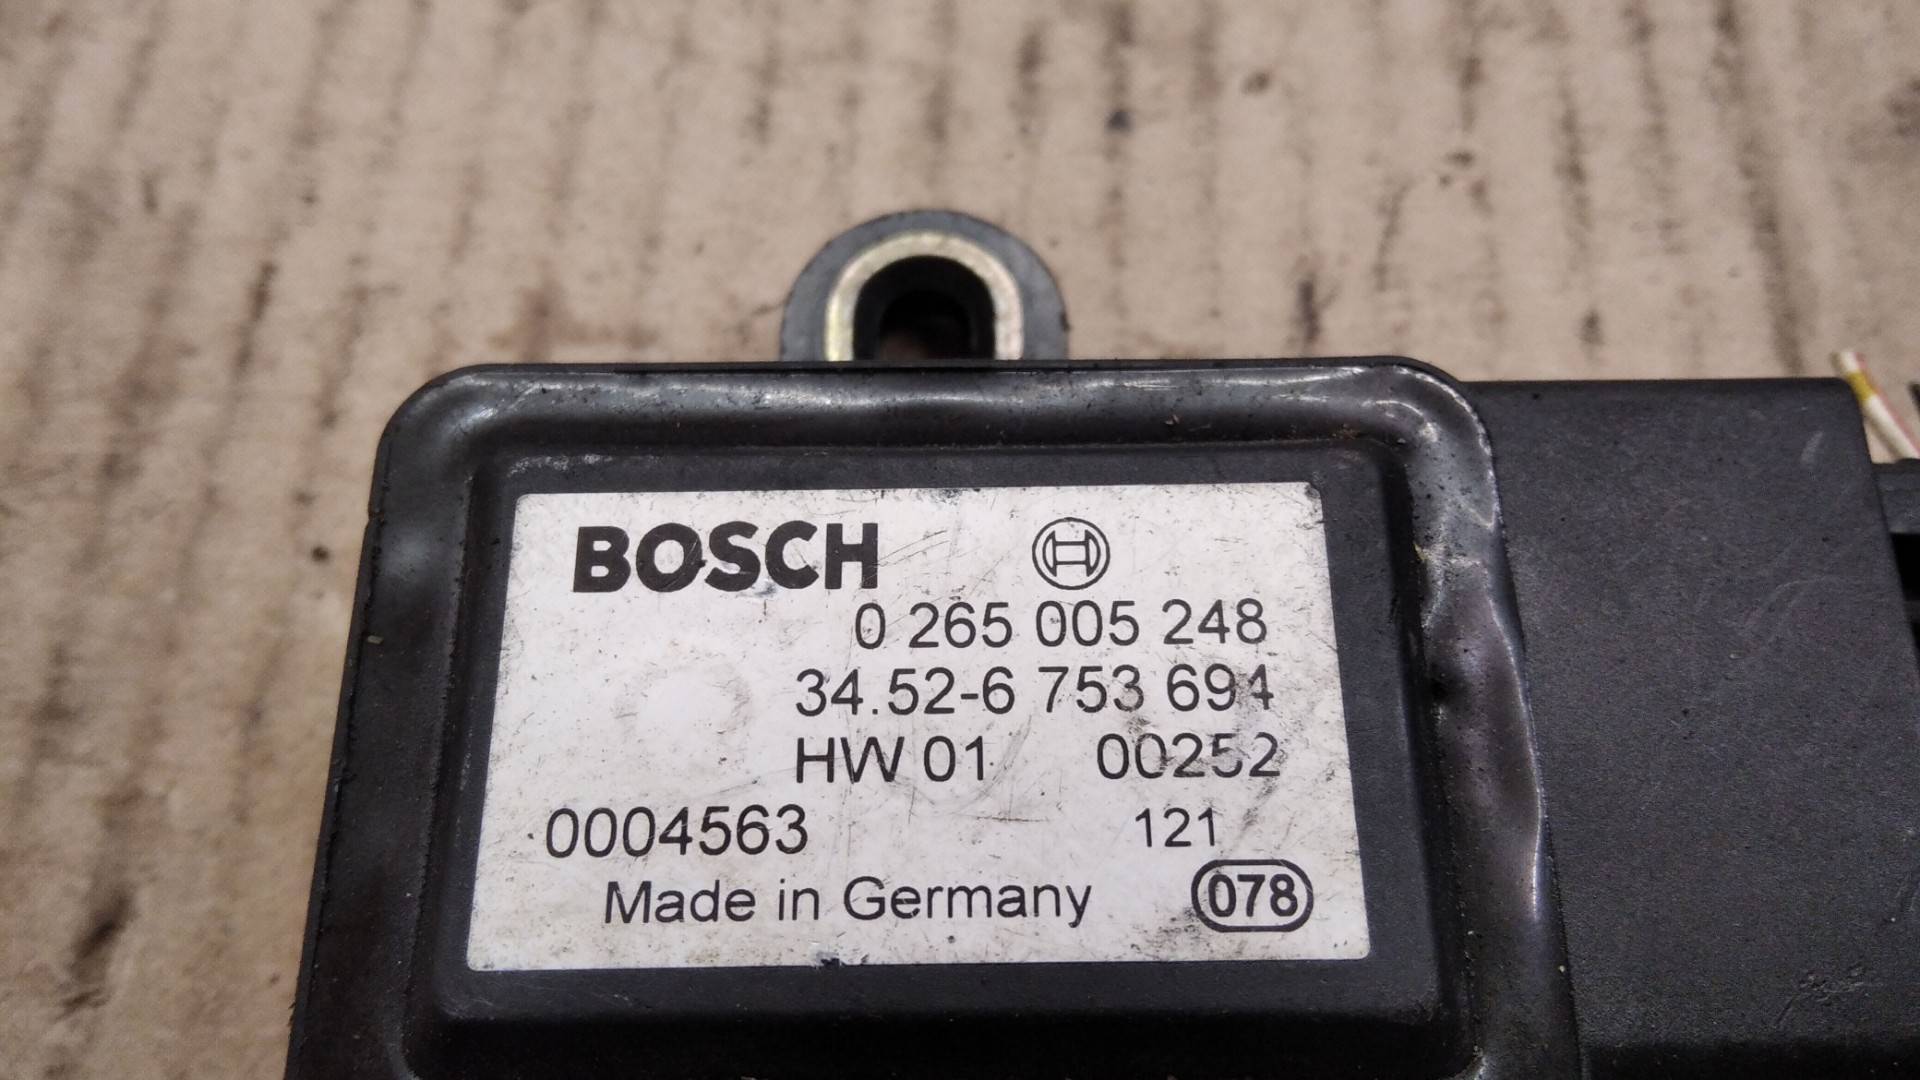 BOSCH
0 265 005 248
34.52-6 753 694
HW 01 00252
0004563 121
Made in Germany 078